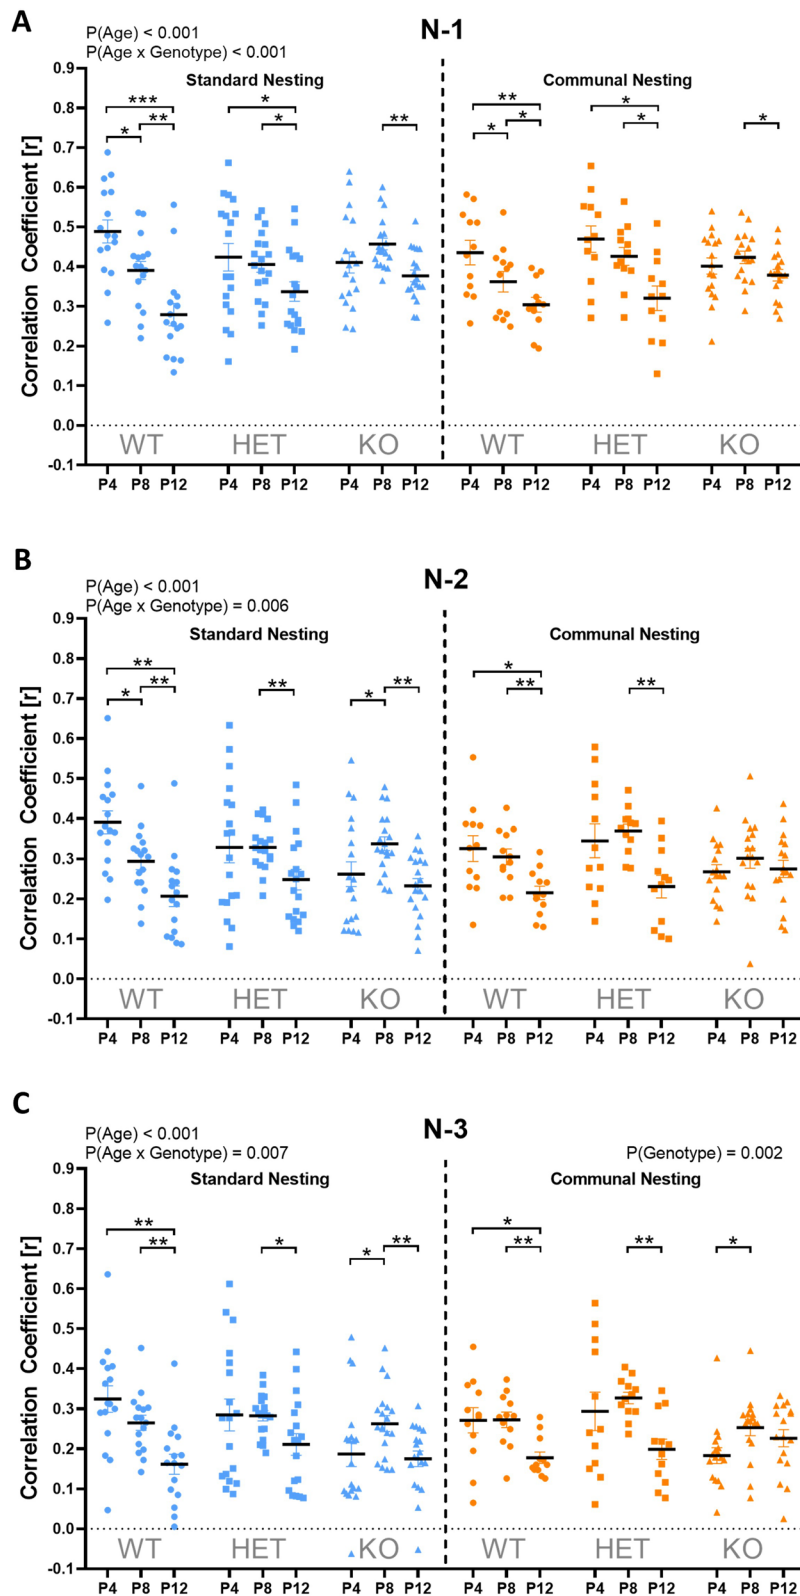 A
N-1
P(Age) < 0.001
P(Age x Genotype) < 0.001
Standard Nesting
Communal Nesting
*** * ** * **
** * * * *
* * * *
Correlation Coefficient [r]
0.9
0.8
0.7
0.6
0.5
0.4
0.3
0.2
0.1
0.0
-0.1
WT HET KO WT HET KO
P4 P8 P12 P4 P8 P12 P4 P8 P12 P4 P8 P12 P4 P8 P12 P4 P8 P12
B
N-2
P(Age) < 0.001
P(Age x Genotype) = 0.006
Standard Nesting
Communal Nesting
** *
* ** ** * ** ** **
Correlation Coefficient [r]
0.9
0.8
0.7
0.6
0.5
0.4
0.3
0.2
0.1
0.0
-0.1
WT HET KO WT HET KO
P4 P8 P12 P4 P8 P12 P4 P8 P12 P4 P8 P12 P4 P8 P12 P4 P8 P12
C
N-3
P(Age) < 0.001
P(Age x Genotype) = 0.007
P(Genotype) = 0.002
Standard Nesting
Communal Nesting
** *
** * * ** ** ** *
Correlation Coefficient [r]
0.9
0.8
0.7
0.6
0.5
0.4
0.3
0.2
0.1
0.0
-0.1
WT HET KO WT HET KO
P4 P8 P12 P4 P8 P12 P4 P8 P12 P4 P8 P12 P4 P8 P12 P4 P8 P12